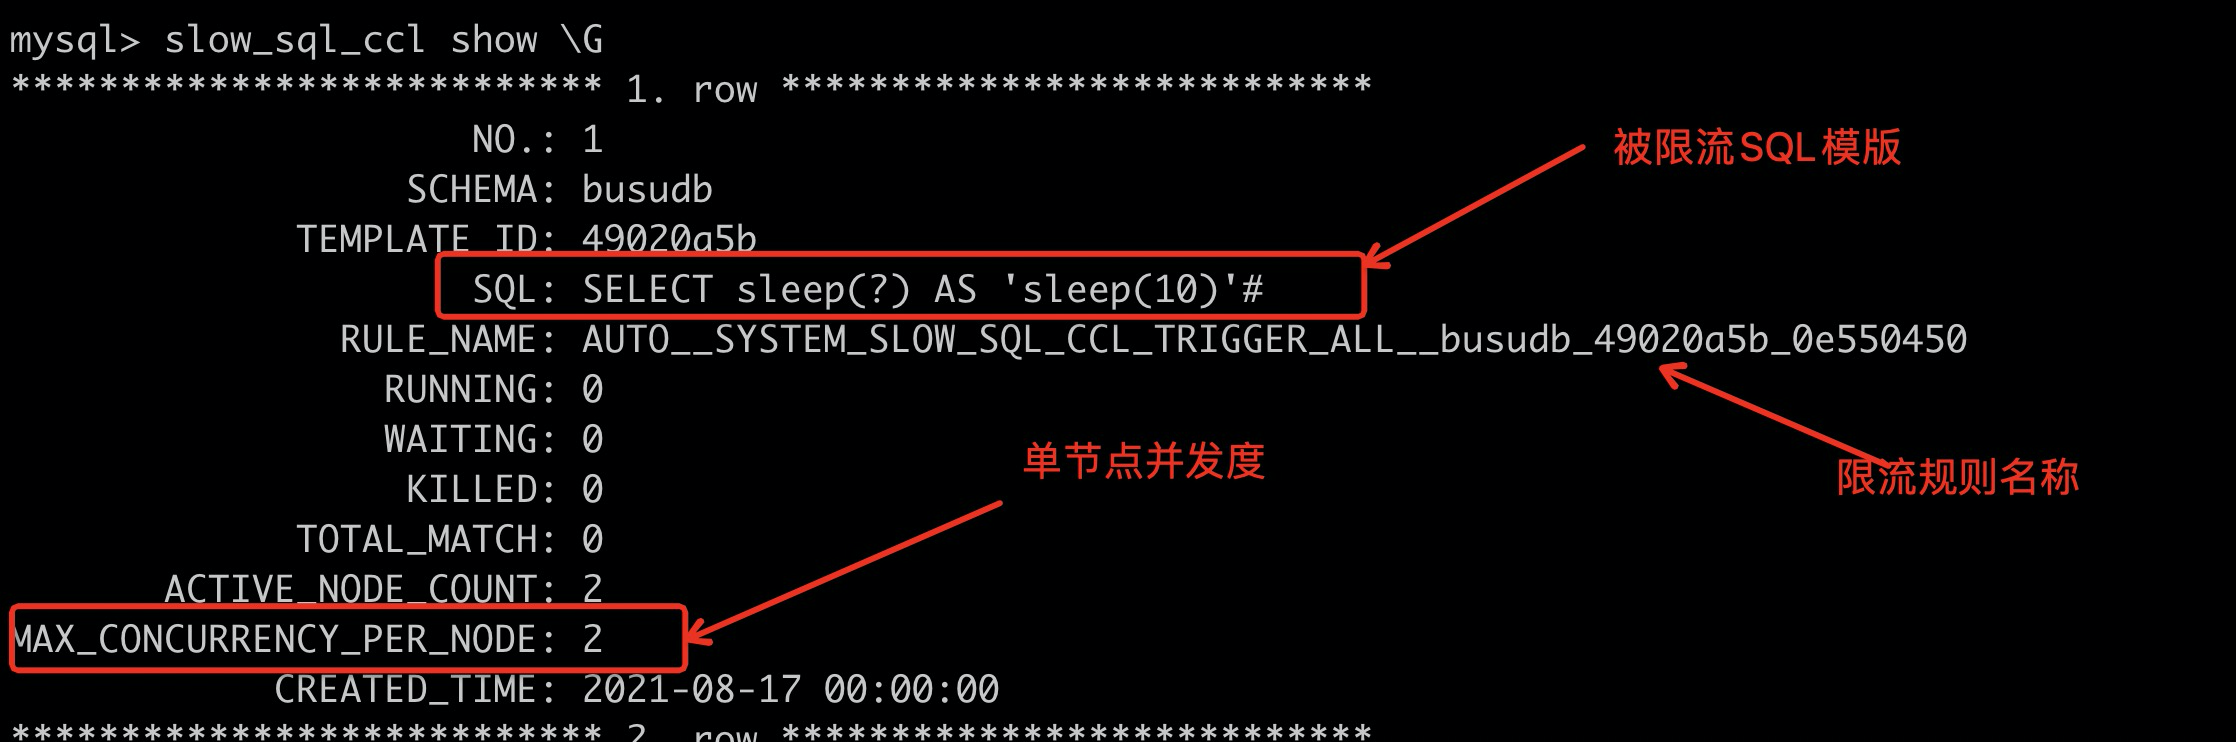 mysql> slow_sql_ccl show \G
*************************** 1. row ***************************
NO.: 1
被限流SQL模版
SCHEMA: busudb
TEMPLATE_ID: 49020a5b
SQL: SELECT sleep(?) AS 'sleep(10)'#
RULE_NAME: AUTO__SYSTEM_SLOW_SQL_CCL_TRIGGER_ALL__busudb_49020a5b_0e550450
RUNNING: 0
WAITING: 0
单节点并发度
限流规则名称
KILLED: 0
TOTAL_MATCH: 0
ACTIVE_NODE_COUNT: 2
MAX_CONCURRENCY_PER_NODE: 2
CREATED_TIME: 2021-08-17 00:00:00
*************************** 2. row ***************************